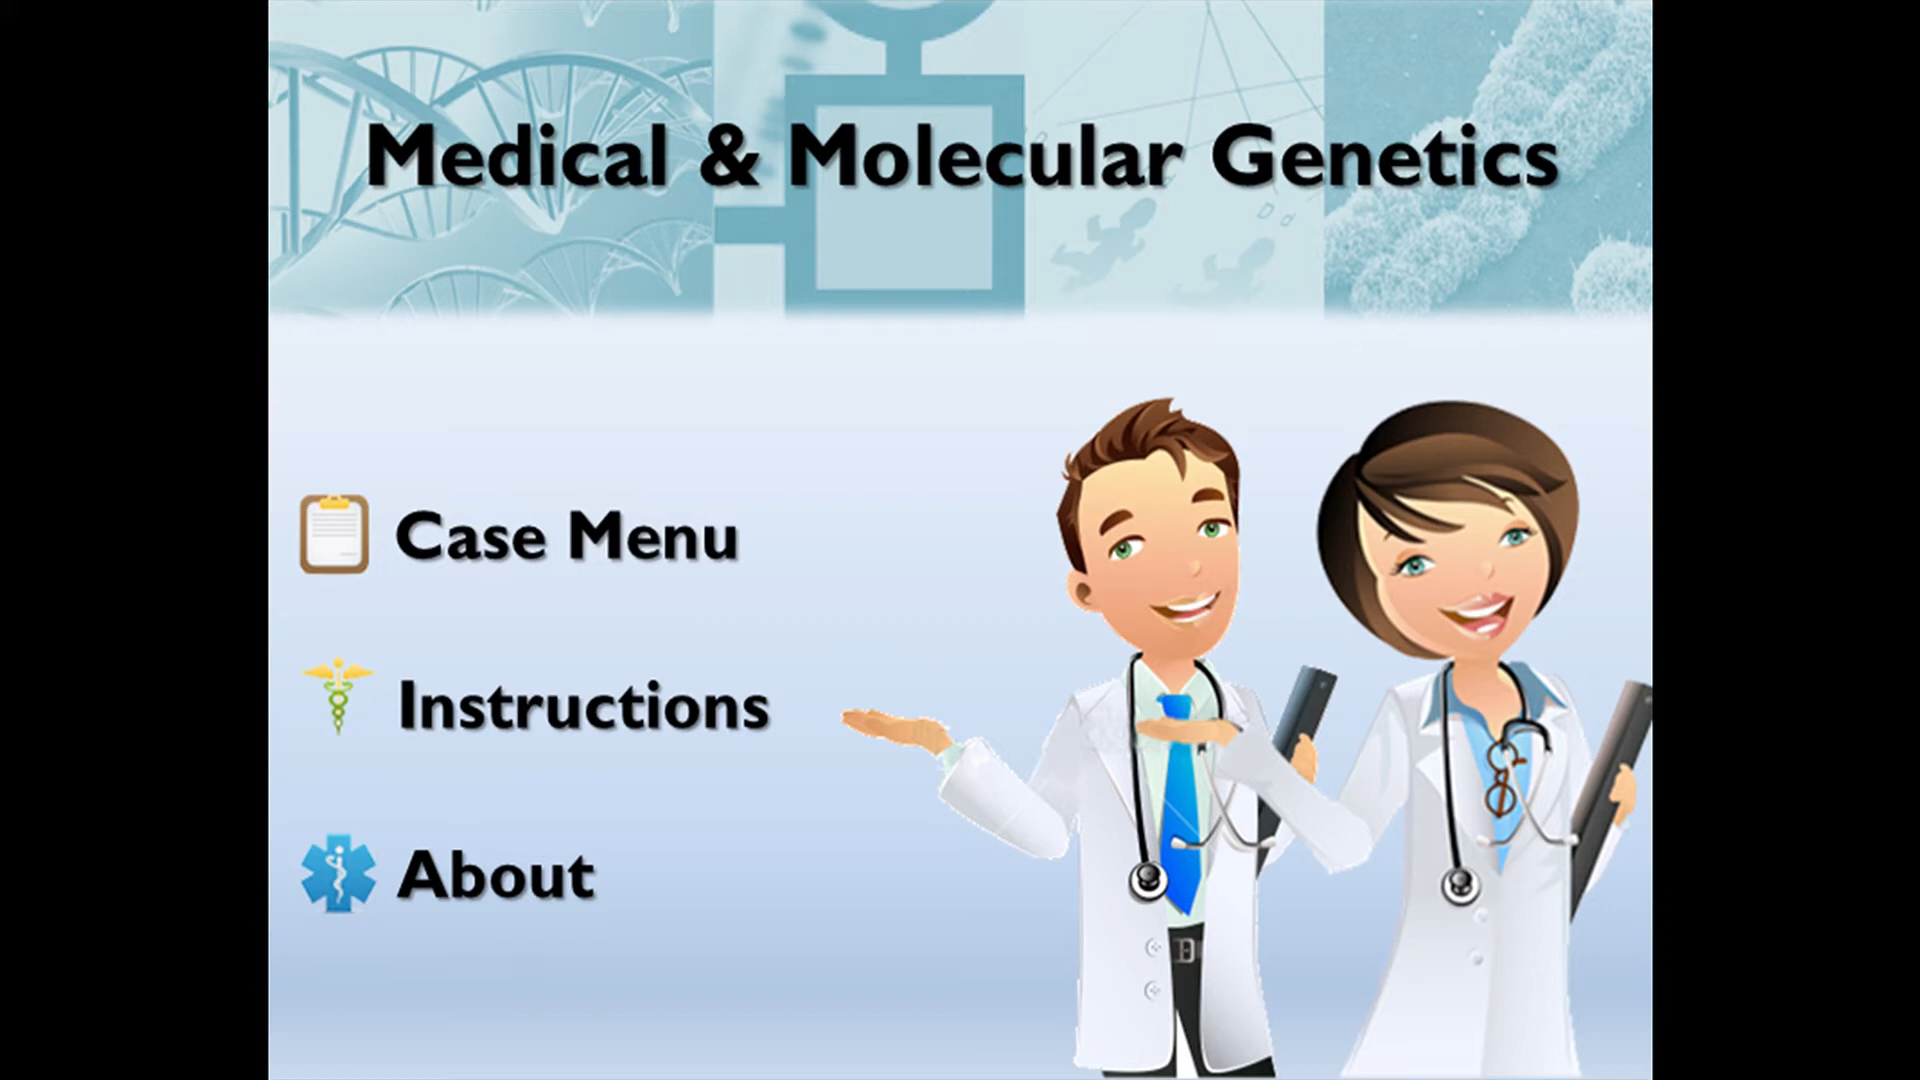 Medical & Molecular Genetics
D d
Case Menu
Instructions
About